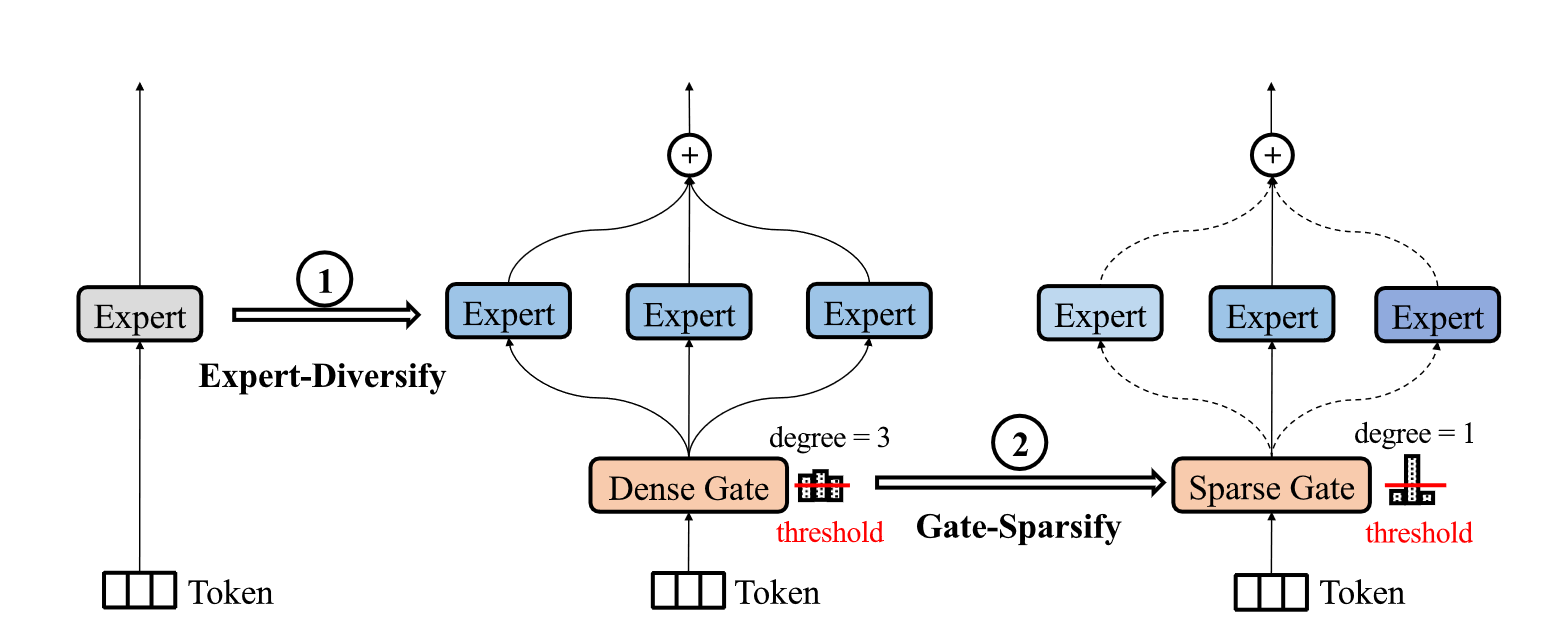 +
+
1
Expert
Expert
Expert
Expert
Expert
Expert
Expert
Expert-Diversify
degree = 3
2
degree = 1
Dense Gate
Sparse Gate
threshold
Gate-Sparsify
threshold
Token
Token
Token